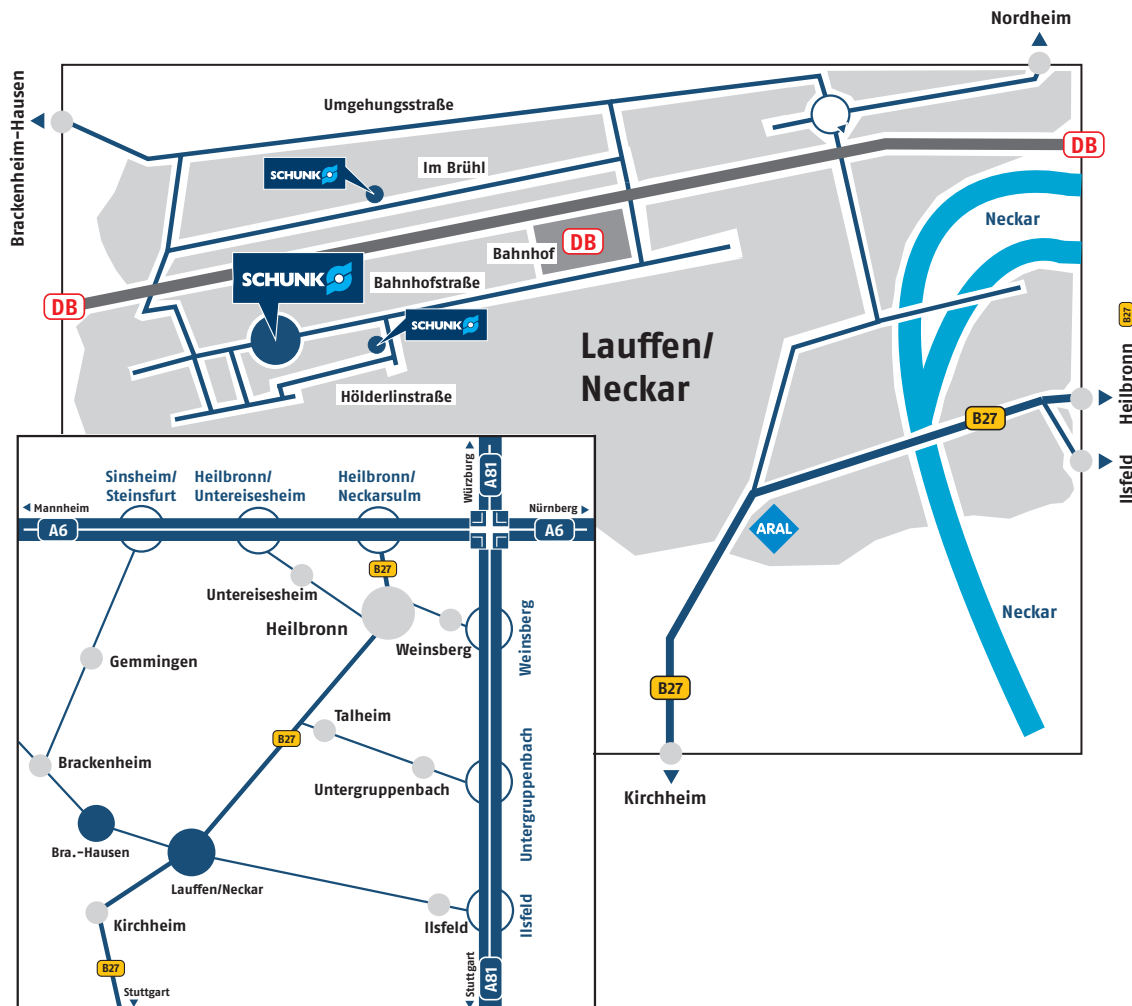 Nordheim
Brackenheim-Hausen
Umgehungsstraße
DB
SCHUNK
Im Brühl
Neckar
Bahnhof
DB
SCHUNK
Bahnhofstraße
DB
SCHUNK
Lauffen/
Neckar
Hölderlinstraße
B27
Heilbronn
B27
Ilsfeld
ARAL
Neckar
B27
Kirchheim
Sinsheim/
Steinsfurt
Heilbronn/
Untereisesheim
Heilbronn/
Neckarsulm
Würzburg
A81
Mannheim
Nürnberg
A6
A6
B27
Untereisesheim
Heilbronn
Weinsberg
Weinsberg
Gemmingen
Talheim
B27
Brackenheim
Untergruppenbach
Untergruppenbach
Bra.-Hausen
Lauffen/Neckar
Kirchheim
Ilsfeld
Ilsfeld
B27
Stuttgart
Stuttgart
A81